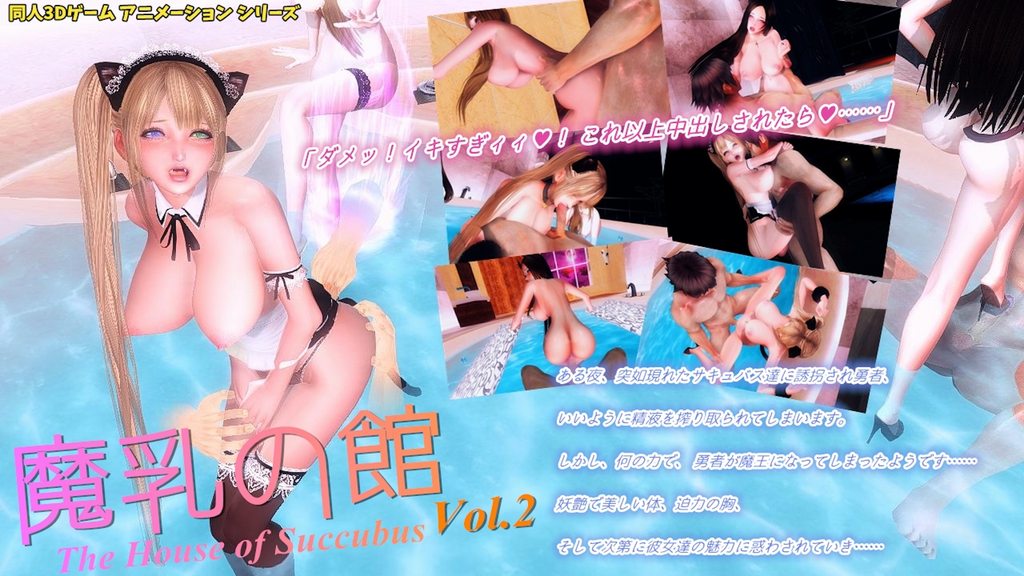 同人3Dゲーム アニメーション シリーズ
「ダメッ！イキすぎィィ♥！ これ以上中出しされたら♥……」
ある夜、突如現れたサキュバス達に誘拐され勇者、
いいように精液を搾り取られてしまいます。
しかし、何の力で、勇者が魔王になってしまったようです……
妖艶で美しい体、迫力の胸、
そして次第に彼女達の魅力に惑わされていき……
魔乳の館
The House of Succubus Vol.2